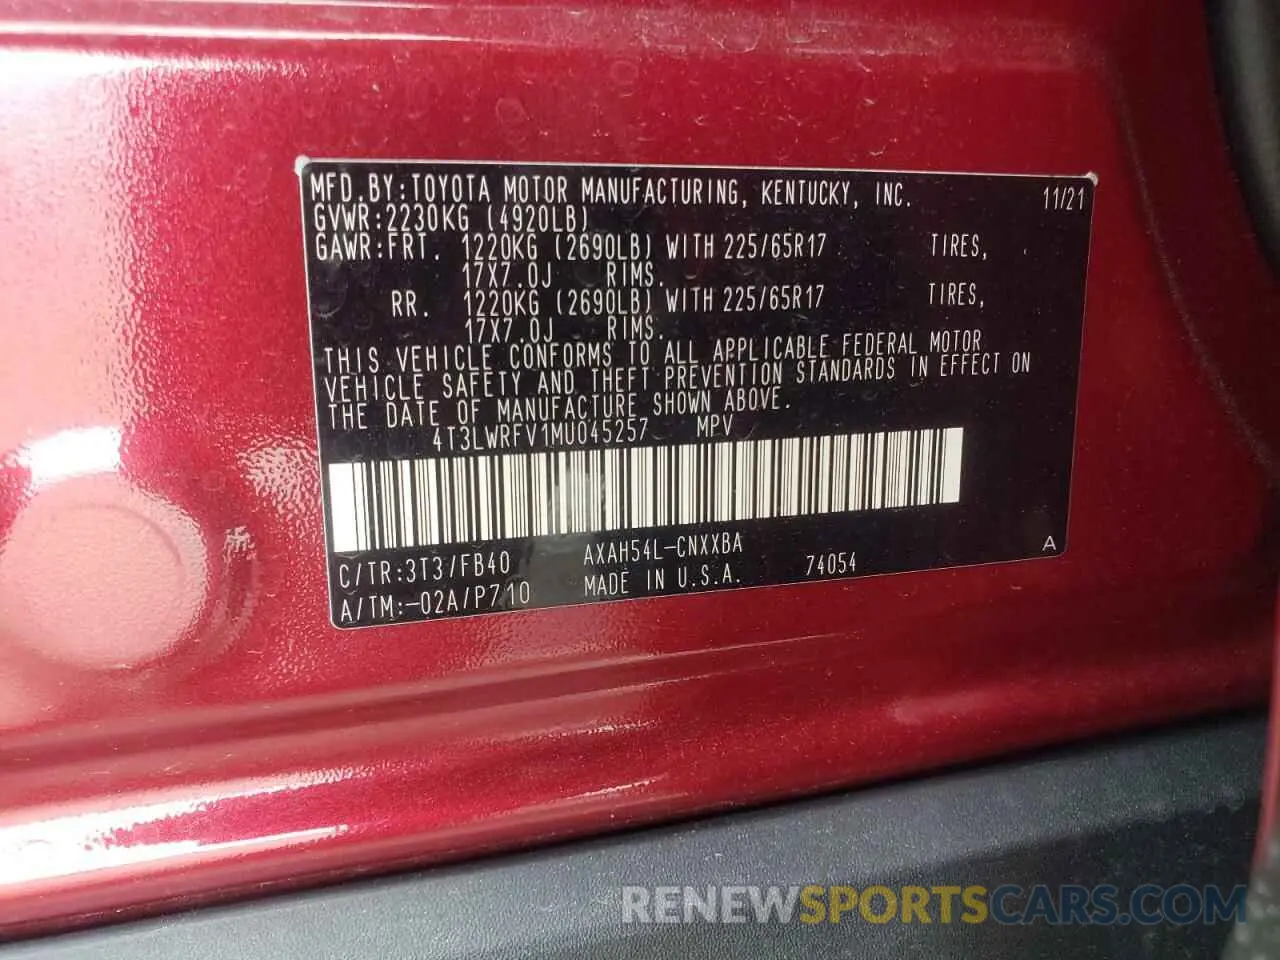 MFD.BY:TOYOTA MOTOR MANUFACTURING, KENTUCKY, INC. 11/21
GVWR:2230KG (4920LB)
GAWR:FRT. 1220KG (2690LB) WITH 225/65R17 TIRES,
17X7.0J RIMS.
RR. 1220KG (2690LB) WITH 225/65R17 TIRES,
17X7.0J RIMS.
THIS VEHICLE CONFORMS TO ALL APPLICABLE FEDERAL MOTOR
VEHICLE SAFETY AND THEFT PREVENTION STANDARDS IN EFFECT ON
THE DATE OF MANUFACTURE SHOWN ABOVE.
4T3LWRFV1MU045257 MPV
C/TR:3T3/FB40 AXAH54L-CNXXBA A
A/TM:-02A/P710 MADE IN U.S.A. 74054
RENEWSPORTSCARS.COM